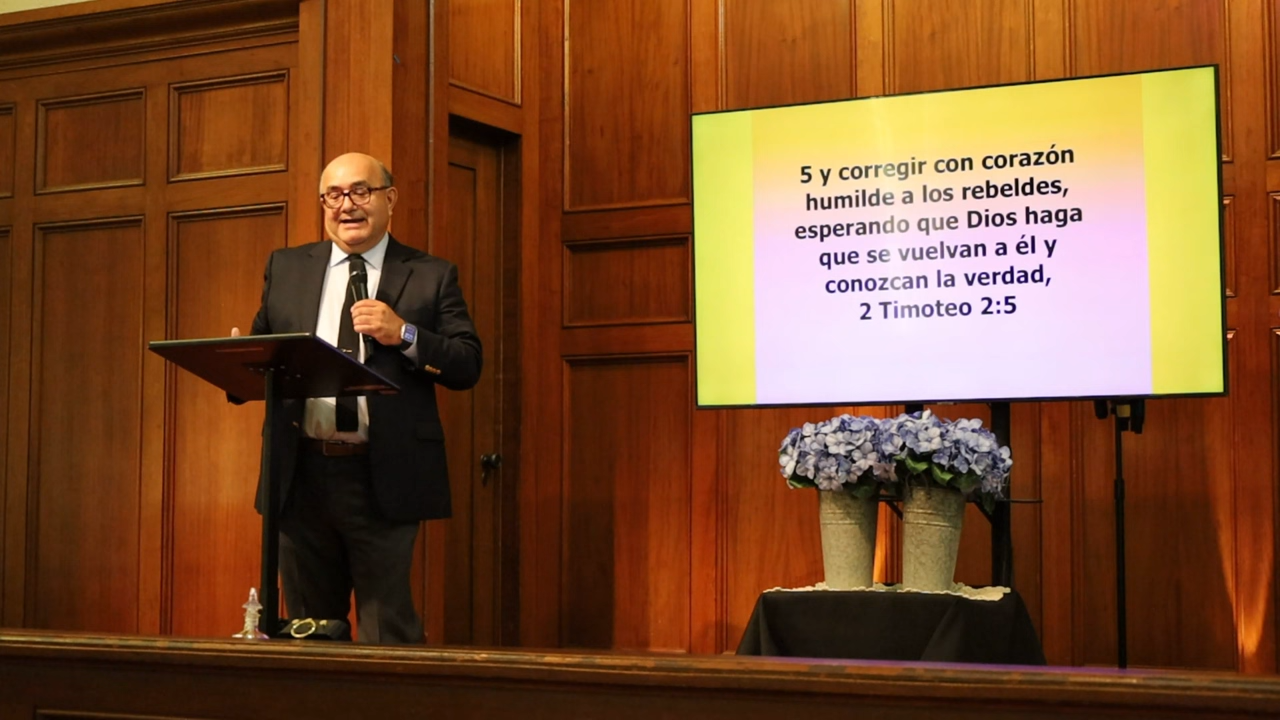 5 y corregir con corazón
humilde a los rebeldes,
esperando que Dios haga
que se vuelvan a él y
conozcan la verdad,
2 Timoteo 2:5